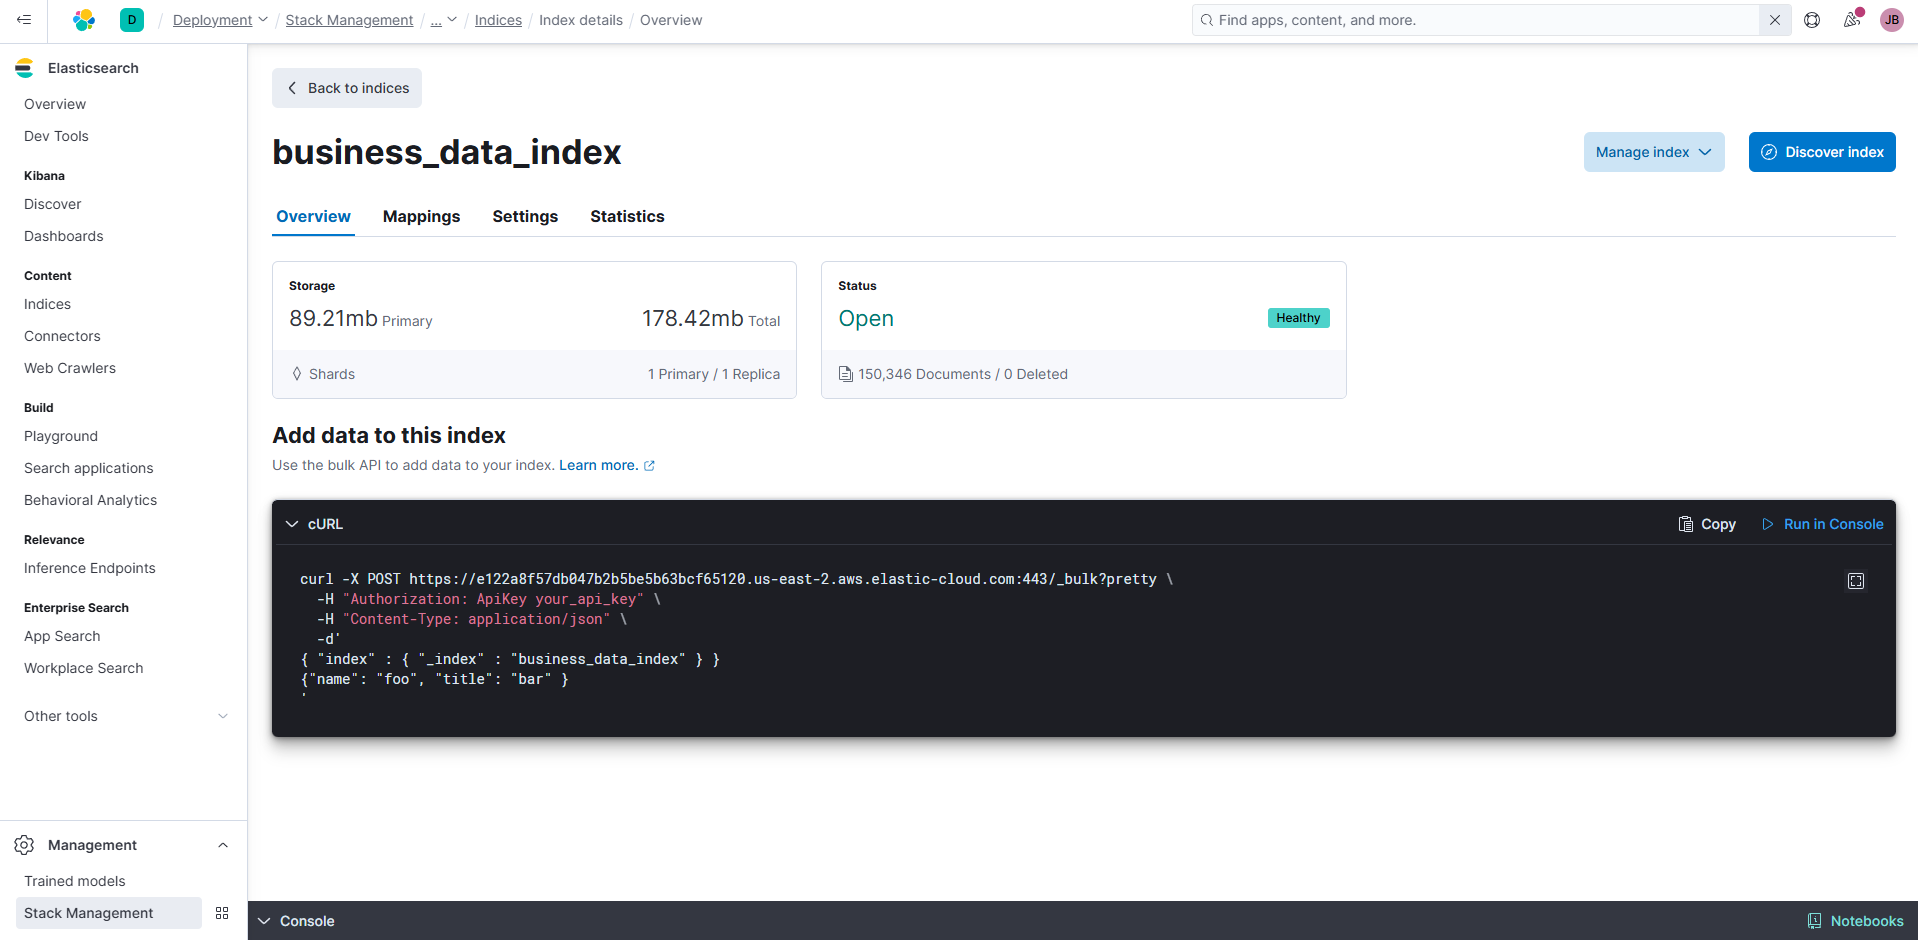 D
Deployment / Stack Management / ... / Indices / Index details / Overview
Find apps, content, and more.
JB
Elasticsearch
Overview
Dev Tools
Kibana
Discover
Dashboards
Content
Indices
Connectors
Web Crawlers
Build
Playground
Search applications
Behavioral Analytics
Relevance
Inference Endpoints
Enterprise Search
App Search
Workplace Search
Other tools
Management
Trained models
Stack Management
Back to indices
business_data_index
Manage index
Discover index
Overview Mappings Settings Statistics
Storage
89.21mb Primary 178.42mb Total
Shards 1 Primary / 1 Replica
Status
Open Healthy
150,346 Documents / 0 Deleted
Add data to this index
Use the bulk API to add data to your index. Learn more.
cURL Copy Run in Console
curl -X POST https://e122a8f57db047b2b5be5b63bcf65120.us-east-2.aws.elastic-cloud.com:443/_bulk?pretty \
-H "Authorization: ApiKey your_api_key" \
-H "Content-Type: application/json" \
-d'
{ "index" : { "_index" : "business_data_index" } }
{"name": "foo", "title": "bar" }
'
Console Notebooks